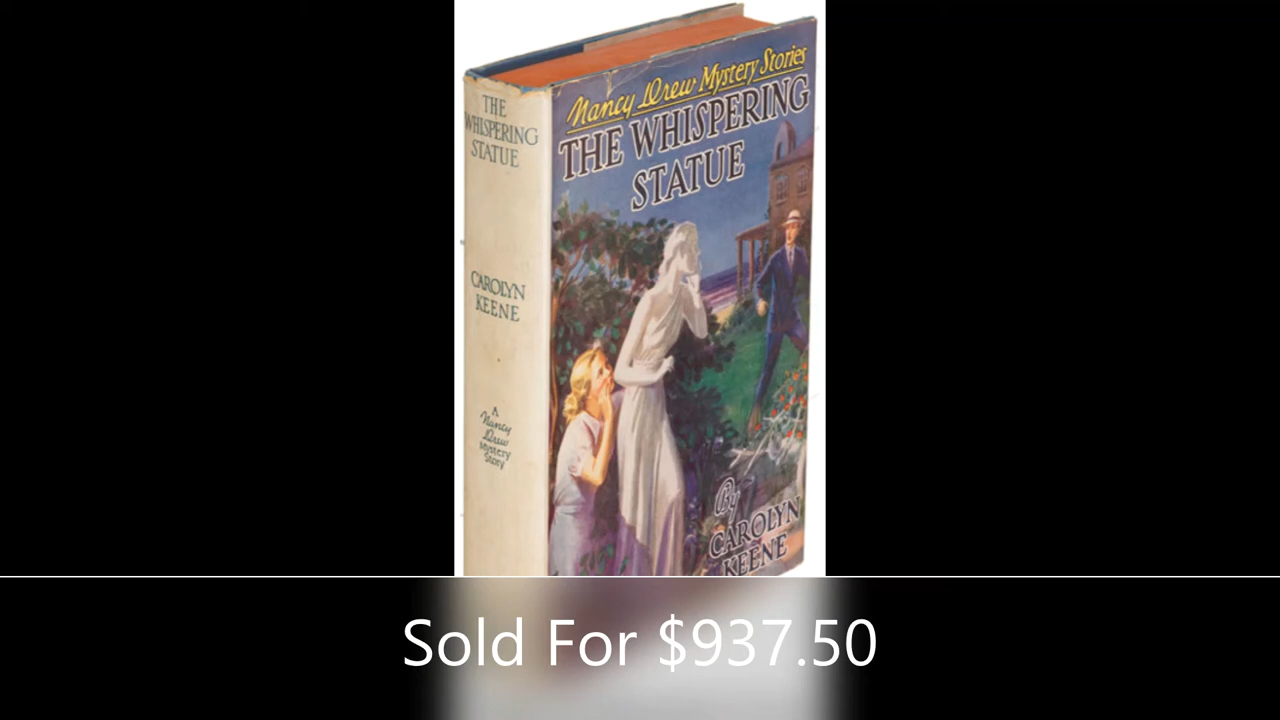 THE
WHISPERING
STATUE
CAROLYN
KEENE
A
Nancy
Drew
Mystery
Story
Nancy Drew Mystery Stories
THE WHISPERING
STATUE
By
CAROLYN
KEENE
Sold For $937.50